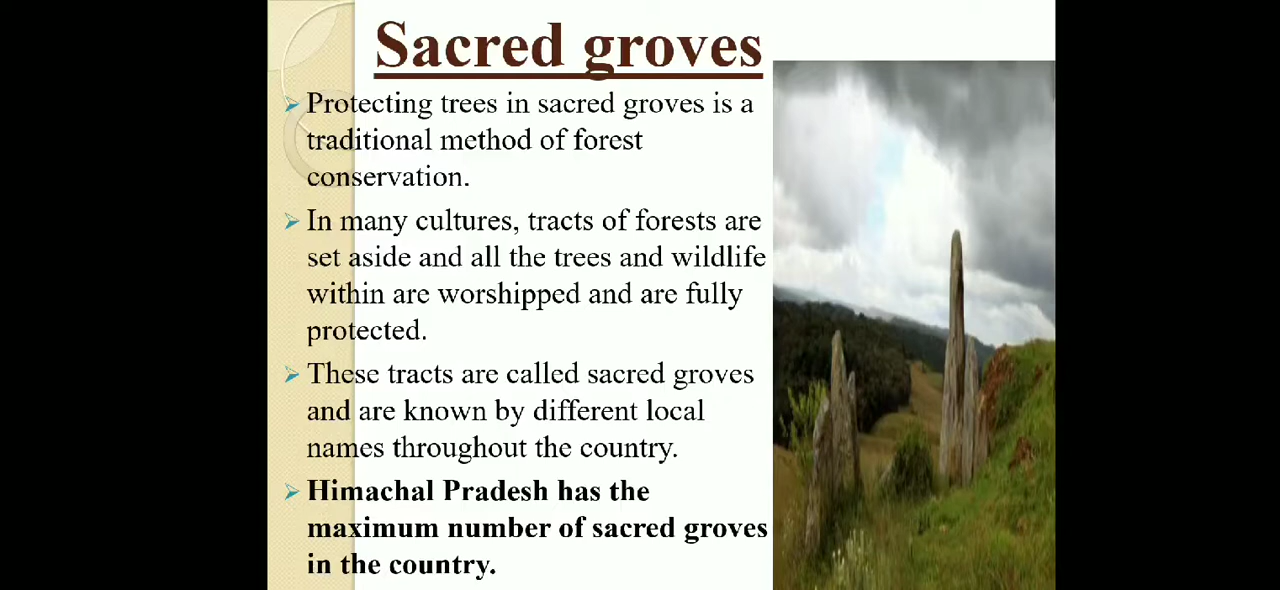 Sacred groves
Protecting trees in sacred groves is a
traditional method of forest
conservation.
In many cultures, tracts of forests are
set aside and all the trees and wildlife
within are worshipped and are fully
protected.
These tracts are called sacred groves
and are known by different local
names throughout the country.
Himachal Pradesh has the
maximum number of sacred groves
in the country.